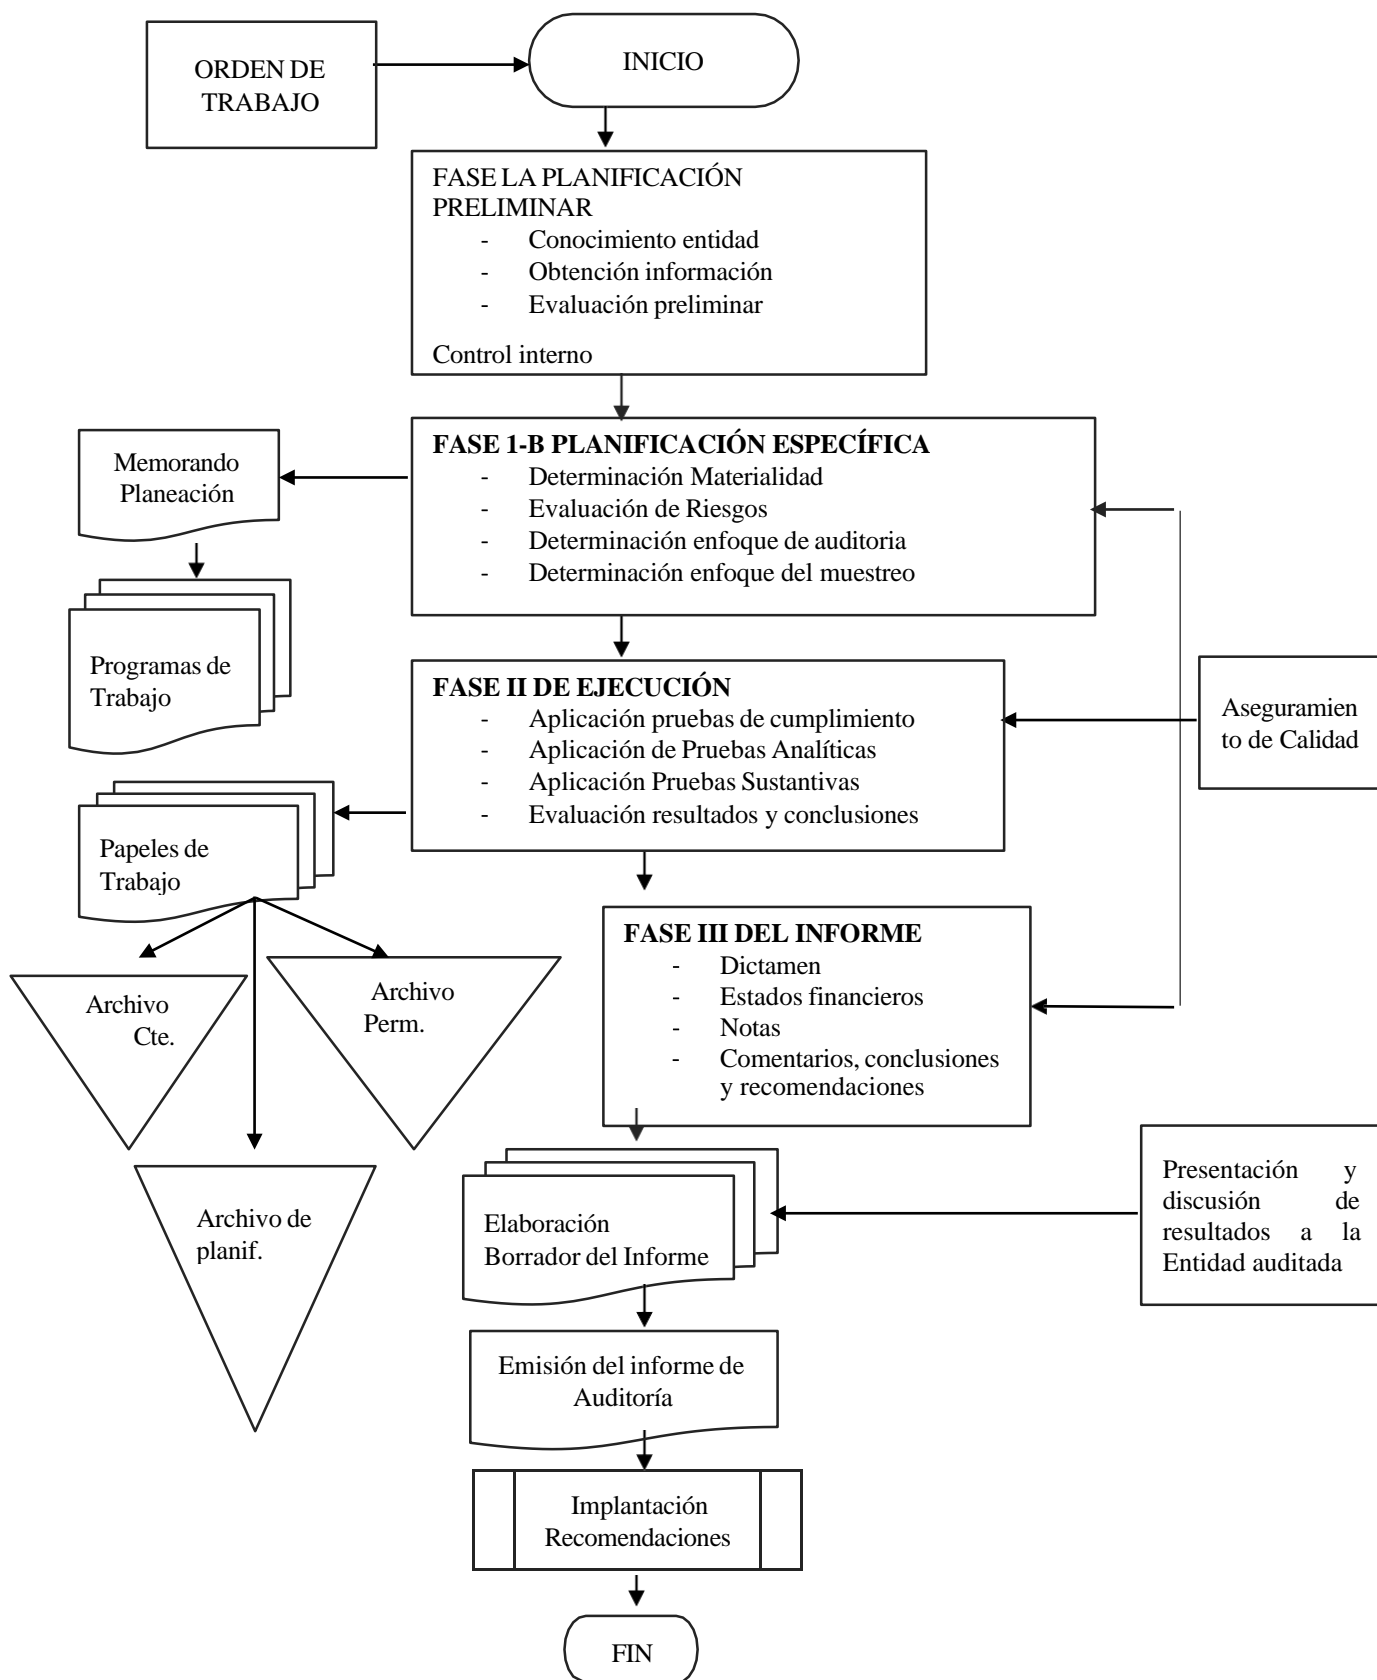 ORDEN DE
TRABAJO
INICIO
FASE LA PLANIFICACIÓN
PRELIMINAR
- Conocimiento entidad
- Obtención información
- Evaluación preliminar
Control interno
FASE 1-B PLANIFICACIÓN ESPECÍFICA
- Determinación Materialidad
- Evaluación de Riesgos
- Determinación enfoque de auditoria
- Determinación enfoque del muestreo
Memorando
Planeación
Programas de
Trabajo
FASE II DE EJECUCIÓN
- Aplicación pruebas de cumplimiento
- Aplicación de Pruebas Analíticas
- Aplicación Pruebas Sustantivas
- Evaluación resultados y conclusiones
Aseguramien
to de Calidad
Papeles de
Trabajo
Archivo
Cte.
Archivo
Perm.
Archivo de
planif.
FASE III DEL INFORME
- Dictamen
- Estados financieros
- Notas
- Comentarios, conclusiones
y recomendaciones
Presentación y
discusión de
resultados a la
Entidad auditada
Elaboración
Borrador del Informe
Emisión del informe de
Auditoría
Implantación
Recomendaciones
FIN